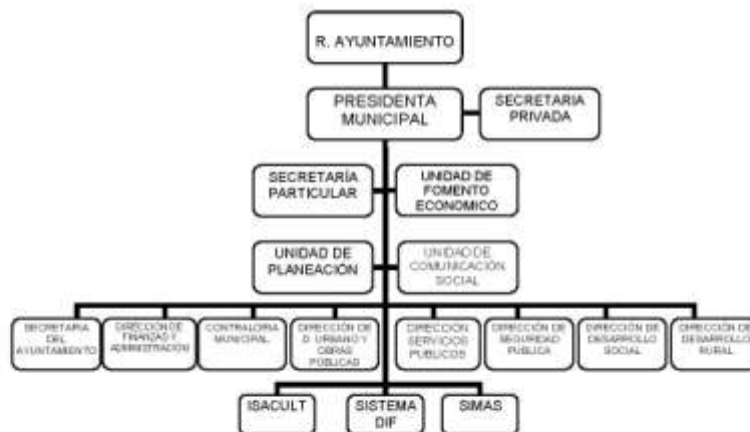 R. AYUNTAMIENTO
PRESIDENTA
MUNICIPAL
SECRETARIA
PRIVADA
SECRETARÍA
PARTICULAR
UNIDAD DE
FOMENTO
ECONOMICO
UNIDAD DE
PLANEACIÓN
UNIDAD DE
COMUNICACIÓN
SOCIAL
SECRETARIA
DEL
AYUNTAMIENTO
DIRECCIÓN DE
FINANZAS Y
ADMINISTRACIÓN
CONTRALORIA
MUNICIPAL
DIRECCIÓN DE
D. URBANO Y
OBRAS
PÚBLICAS
DIRECCIÓN
SERVICIOS
PUBLICOS
DIRECCIÓN DE
SEGURIDAD
PUBLICA
DIRECCIÓN DE
DESARROLLO
SOCIAL
DIRECCIÓN DE
DESARROLLO
RURAL
ISACULT
SISTEMA
DIF
SIMAS